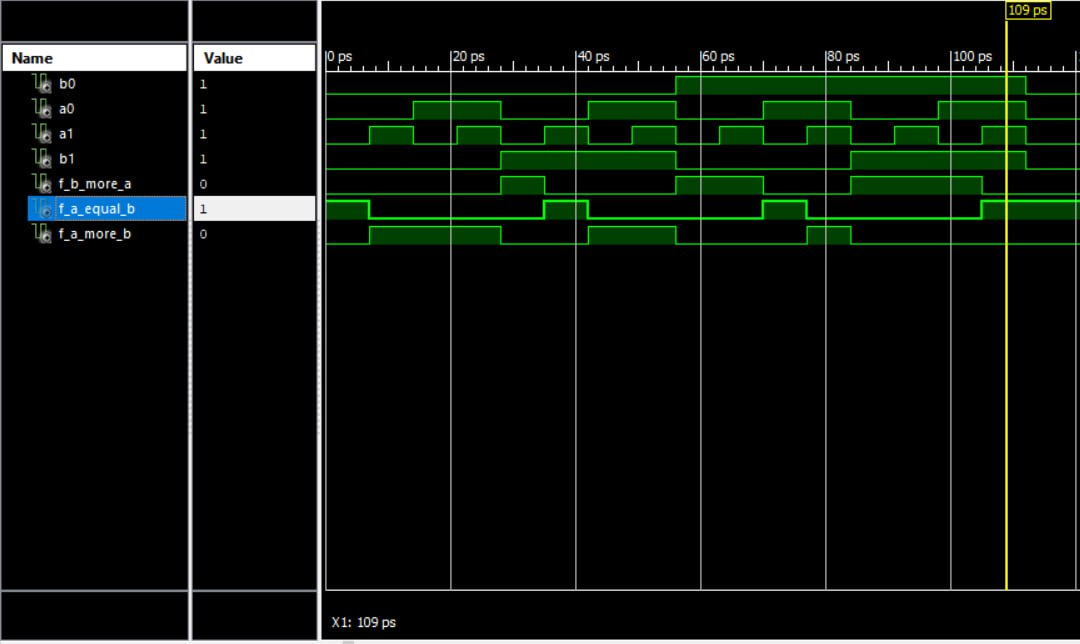 109 ps
Name Value
0 ps 20 ps 40 ps 60 ps 80 ps 100 ps
b0 1
a0 1
a1 1
b1 1
f_b_more_a 0
f_a_equal_b 1
f_a_more_b 0
X1: 109 ps